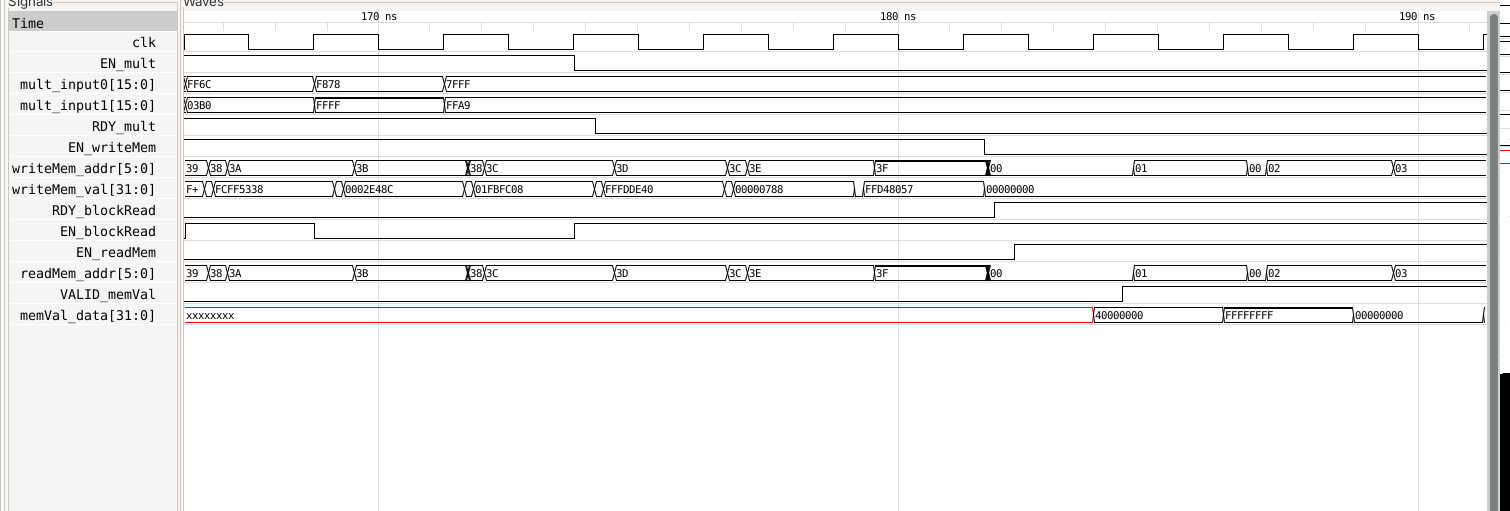 Signals Waves
Time 170 ns 180 ns 190 ns
clk
EN_mult
mult_input0[15:0] FF6C F878 7FFF
mult_input1[15:0] 03B0 FFFF FFA9
RDY_mult
EN_writeMem
writeMem_addr[5:0] 39 38 3A 3B 38 3C 3D 3C 3E 3F 00 01 00 02 03
writeMem_val[31:0] F+ FCFF5338 0002E48C 01FBFC08 FFFDDE40 00000788 FFD48057 00000000
RDY_blockRead
EN_blockRead
EN_readMem
readMem_addr[5:0] 39 38 3A 3B 38 3C 3D 3C 3E 3F 00 01 00 02 03
VALID_memVal
memVal_data[31:0] xxxxxxxx 40000000 FFFFFFFF 00000000